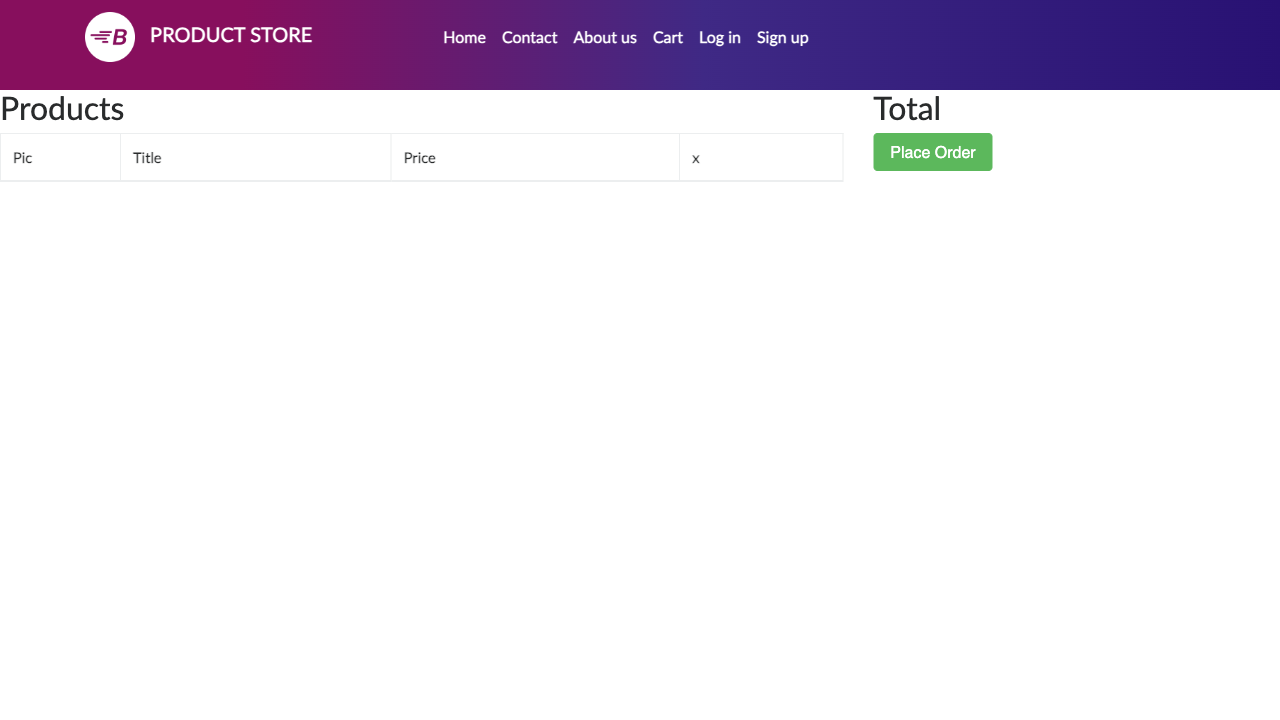 B PRODUCT STORE Home Contact About us Cart Log in Sign up
Products Total
Pic Title Price x Place Order